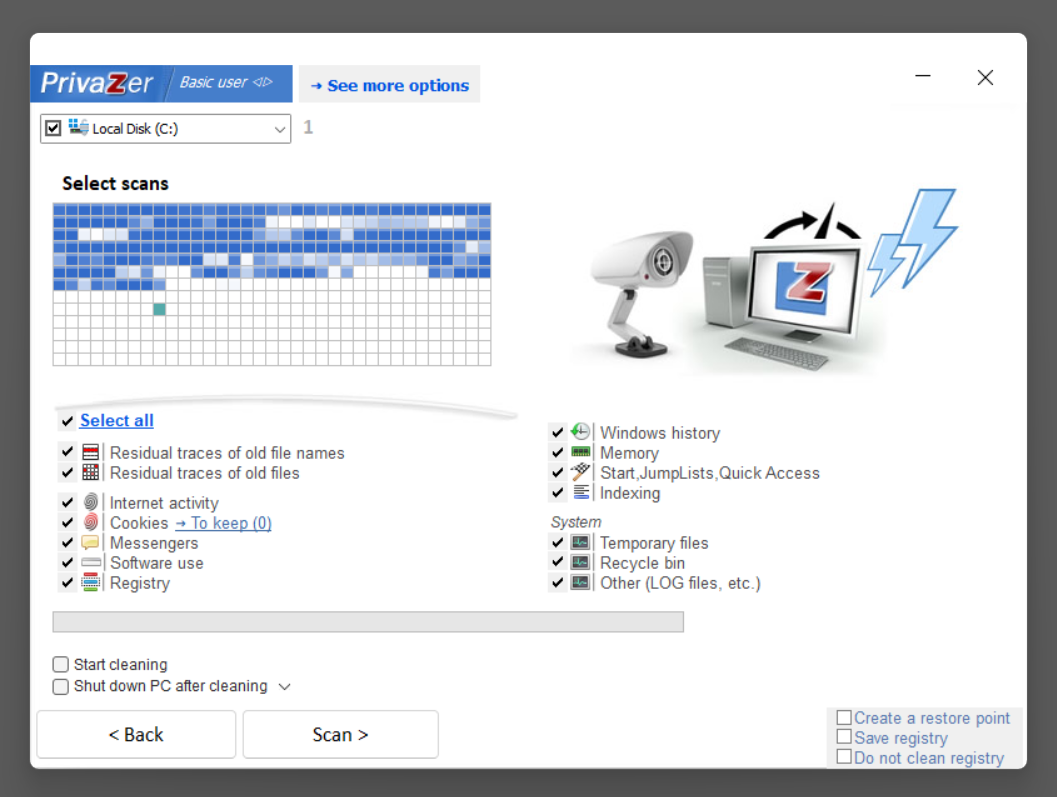 PrivaZer
Basic user
→ See more options
Local Disk (C:)
1
Select scans
Select all
Residual traces of old file names
Residual traces of old files
Internet activity
Cookies → To keep (0)
Messengers
Software use
Registry
Windows history
Memory
Start,JumpLists,Quick Access
Indexing
System
Temporary files
Recycle bin
Other (LOG files, etc.)
Start cleaning
Shut down PC after cleaning
< Back
Scan >
Create a restore point
Save registry
Do not clean registry